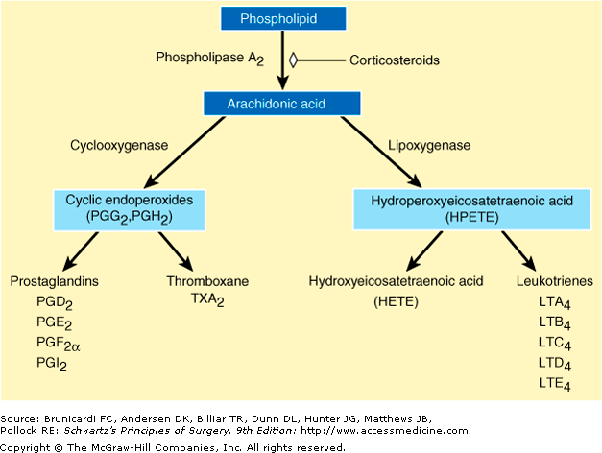 Phospholipid
Phospholipase A2
Corticosteroids
Arachidonic acid
Cyclooxygenase
Lipoxygenase
Cyclic endoperoxides
(PGG2,PGH2)
Hydroperoxyeicosatetraenoic acid
(HPETE)
Prostaglandins
PGD2
PGE2
PGF2α
PGI2
Thromboxane
TXA2
Hydroxyeicosatetraenoic acid
(HETE)
Leukotrienes
LTA4
LTB4
LTC4
LTD4
LTE4
Source: Brunicardi FC, Andersen DK, Billiar TR, Dunn DL, Hunter JG, Matthews JB,
Pollock RE: Schwartz's Principles of Surgery, 9th Edition: http://www.accessmedicine.com
Copyright © The McGraw-Hill Companies, Inc. All rights reserved.